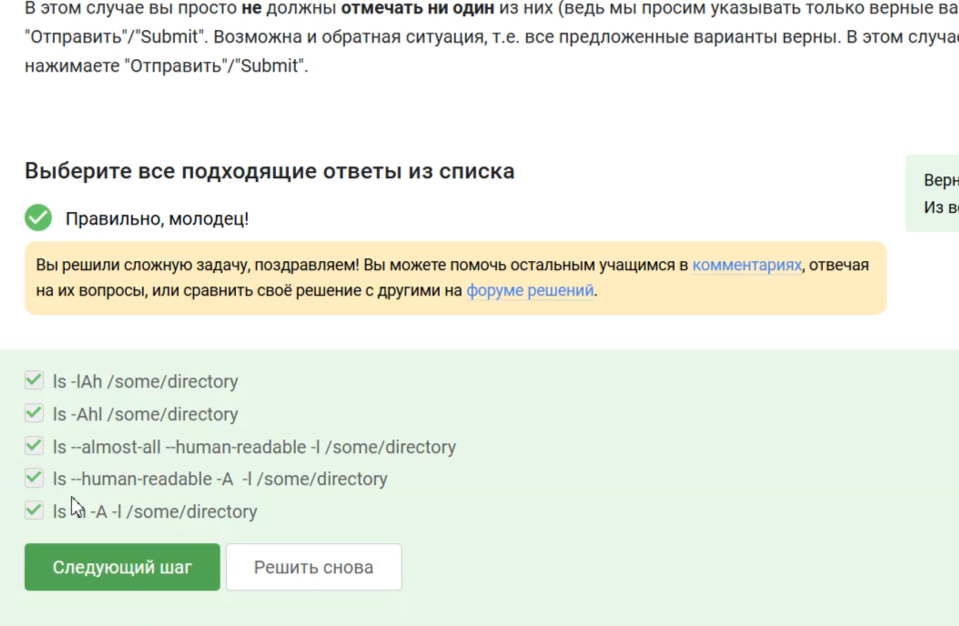 В этом случае вы просто не должны отмечать ни один из них (ведь мы просим указывать только верные ва
"Отправить"/"Submit". Возможна и обратная ситуация, т.е. все предложенные варианты верны. В этом случа
нажимаете "Отправить"/"Submit".
Выберите все подходящие ответы из списка
Правильно, молодец!
Верн
Из в
Вы решили сложную задачу, поздравляем! Вы можете помочь остальным учащимся в комментариях, отвечая
на их вопросы, или сравнить своё решение с другими на форуме решений.
ls -lAh /some/directory
ls -Ahl /some/directory
ls --almost-all --human-readable -l /some/directory
ls --human-readable -A -l /some/directory
ls -A -l /some/directory
Следующий шаг
Решить снова